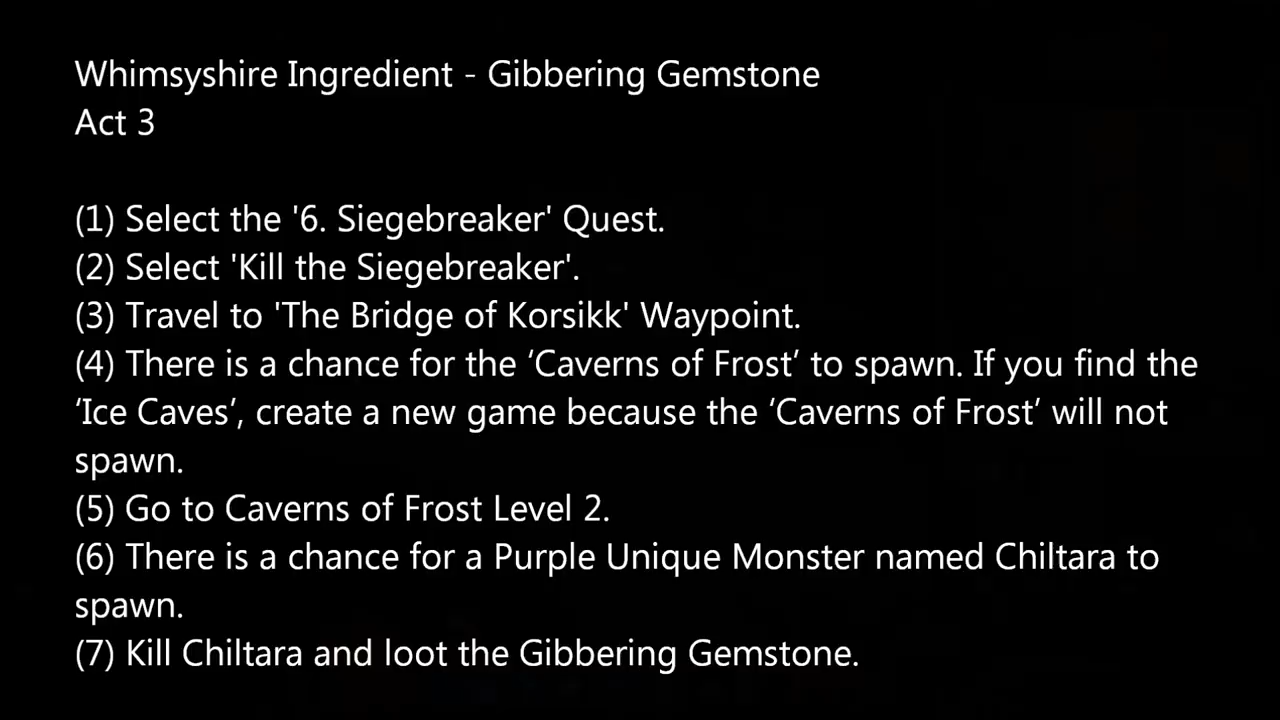 Whimsyshire Ingredient - Gibbering Gemstone
Act 3
(1) Select the '6. Siegebreaker' Quest.
(2) Select 'Kill the Siegebreaker'.
(3) Travel to 'The Bridge of Korsikk' Waypoint.
(4) There is a chance for the ‘Caverns of Frost’ to spawn. If you find the
‘Ice Caves’, create a new game because the ‘Caverns of Frost’ will not
spawn.
(5) Go to Caverns of Frost Level 2.
(6) There is a chance for a Purple Unique Monster named Chiltara to
spawn.
(7) Kill Chiltara and loot the Gibbering Gemstone.